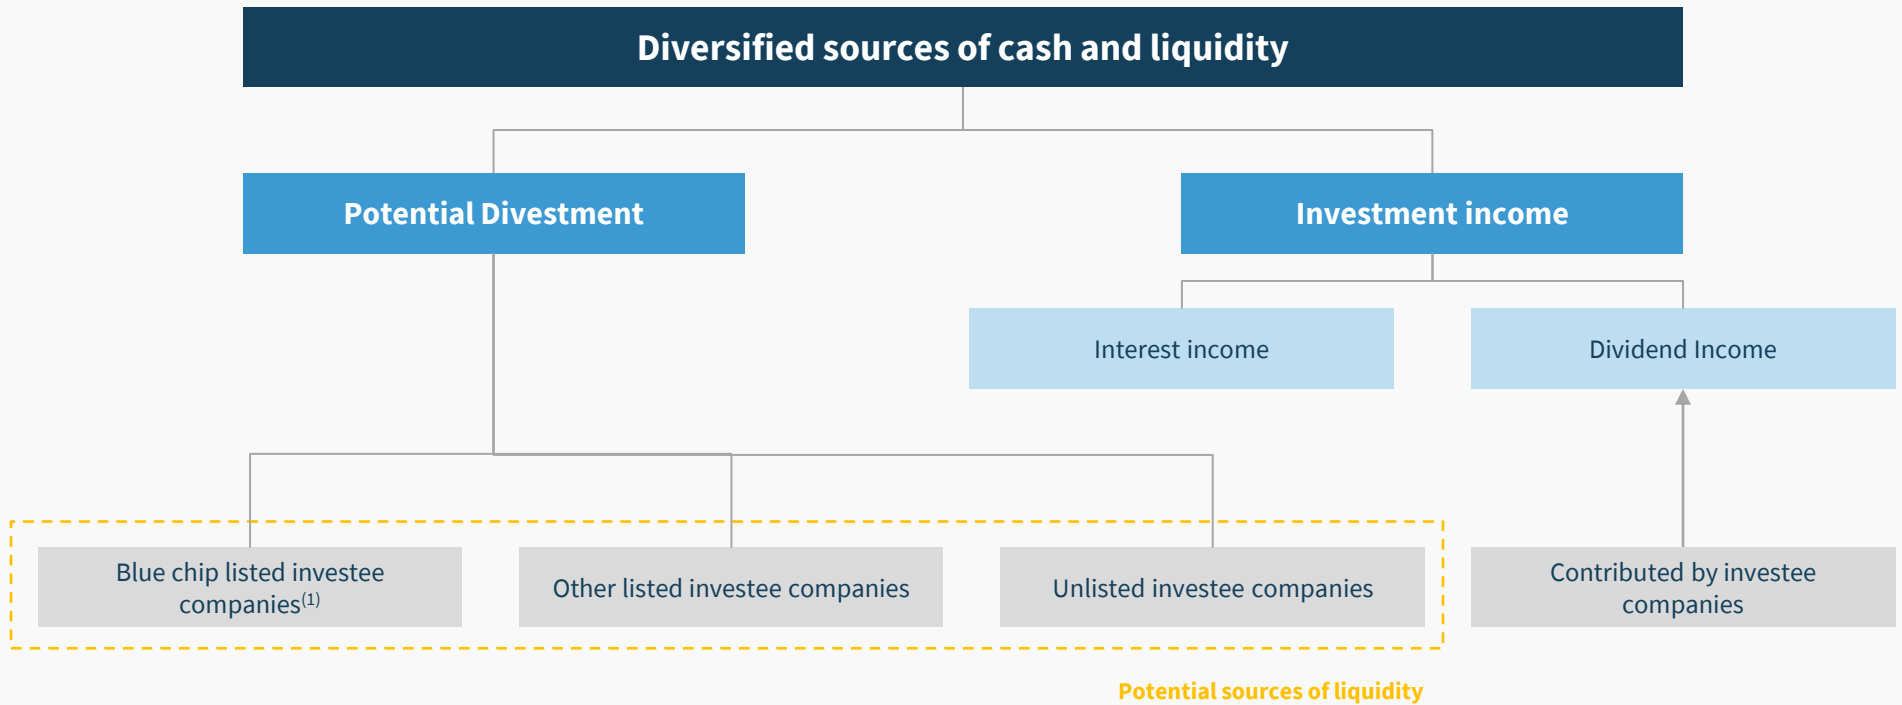 Diversified sources of cash and liquidity
Potential Divestment
Investment income
Interest income
Dividend Income
Blue chip listed investee
companies(1)
Other listed investee companies
Unlisted investee companies
Contributed by investee
companies
Potential sources of liquidity